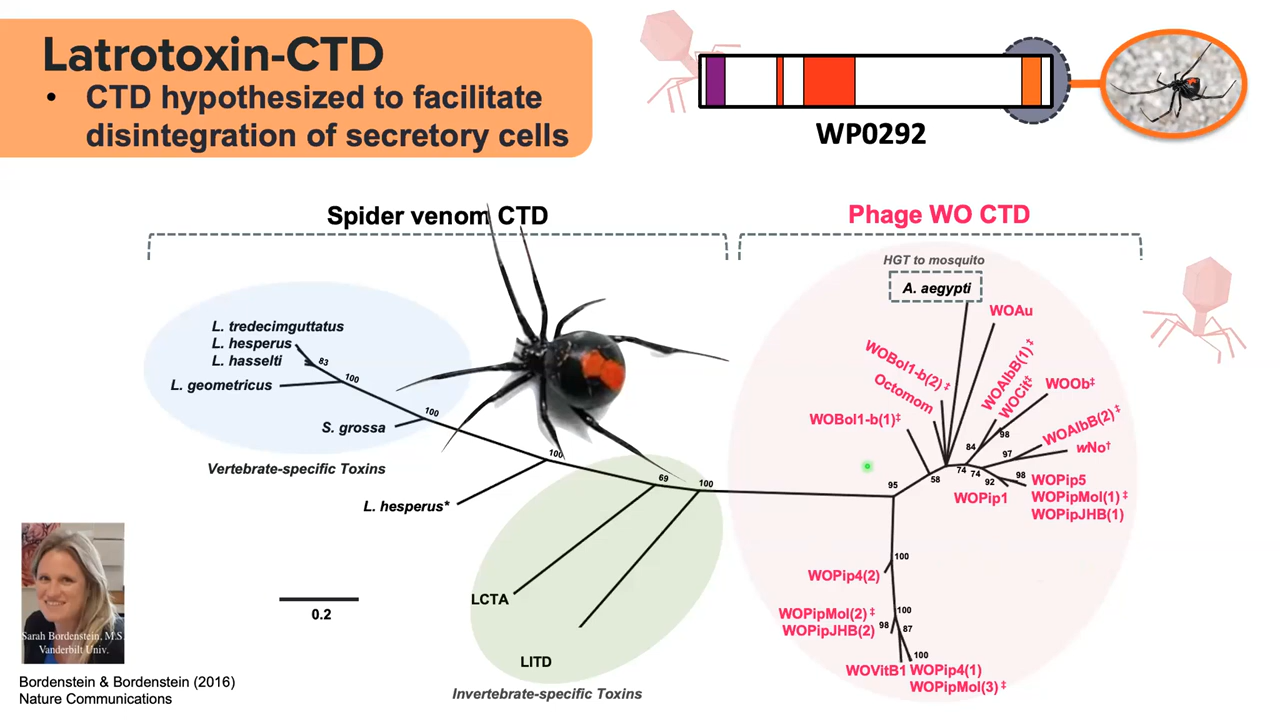 Latrotoxin-CTD
• CTD hypothesized to facilitate
disintegration of secretory cells
WP0292
Spider venom CTD
Phage WO CTD
HGT to mosquito
A. aegypti
WOAu
L. tredecimguttatus
L. hesperus
L. hasselti
83
L. geometricus
100
S. grossa
100
Vertebrate-specific Toxins
100
L. hesperus*
69
100
LCTA
LITD
Invertebrate-specific Toxins
0.2
WOBol1-b(2)‡
Octomom
WOBol1-b(1)‡
WOAlbB(1)‡
WOCit‡
WOOb‡
98
84
WOAlbB(2)‡
97
wNo†
95
58
74
74
92
98
WOPip1
WOPip5
WOPipMol(1)‡
WOPipJHB(1)
100
WOPip4(2)
100
WOPipMol(2)‡
WOPipJHB(2)
98
87
100
WOVitB1
WOPip4(1)
WOPipMol(3)‡
Sarah Bordenstein, M.S.
Vanderbilt Univ.
Bordenstein & Bordenstein (2016)
Nature Communications